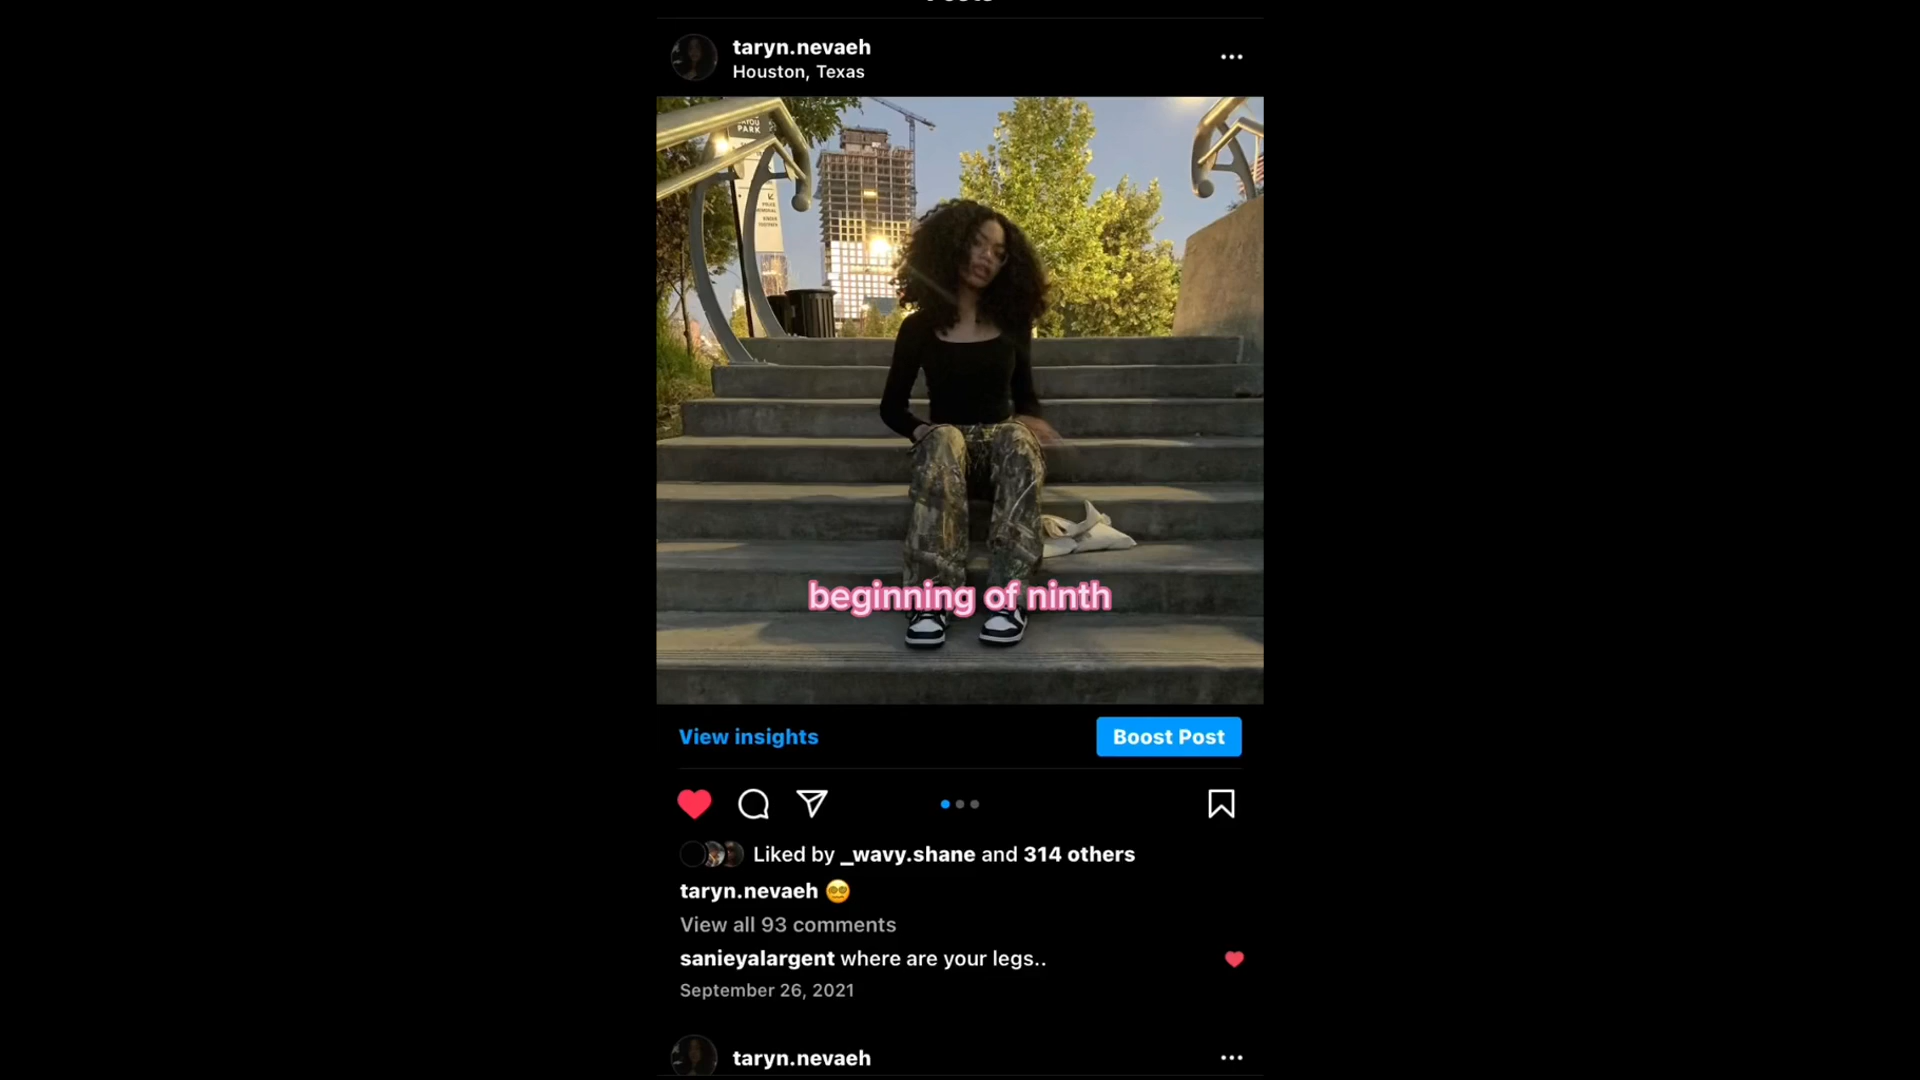 taryn.nevaeh
Houston, Texas
PARK
beginning of ninth
View insights
Boost Post
Liked by _wavy.shane and 314 others
taryn.nevaeh 😵‍💫
View all 93 comments
sanieyalargent where are your legs..
September 26, 2021
taryn.nevaeh